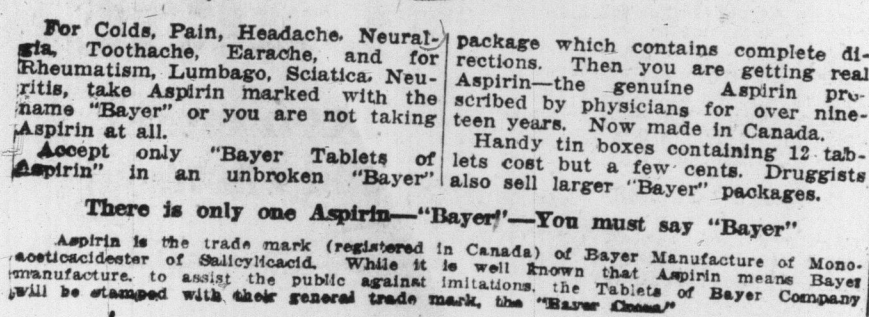 For Colds, Pain, Headache, Neural-
gia, Toothache, Earache, and for
Rheumatism, Lumbago, Sciatica, Neu-
ritis, take Aspirin marked with the
name "Bayer" or you are not taking
Aspirin at all.
Accept only "Bayer Tablets of
Aspirin" in an unbroken "Bayer"
package which contains complete di-
rections. Then you are getting real
Aspirin—the genuine Aspirin pre-
scribed by physicians for over nine-
teen years. Now made in Canada.
Handy tin boxes containing 12 tab-
lets cost but a few cents. Druggists
also sell larger "Bayer" packages.
There is only one Aspirin—"Bayer"—You must say "Bayer"
Aspirin is the trade mark (registered in Canada) of Bayer Manufacture of Mono-
aceticacidester of Salicylicacid. While it is well known that Aspirin means Bayer
manufacture, to assist the public against imitations, the Tablets of Bayer Company
will be stamped with their general trade mark, the "Bayer Cross."